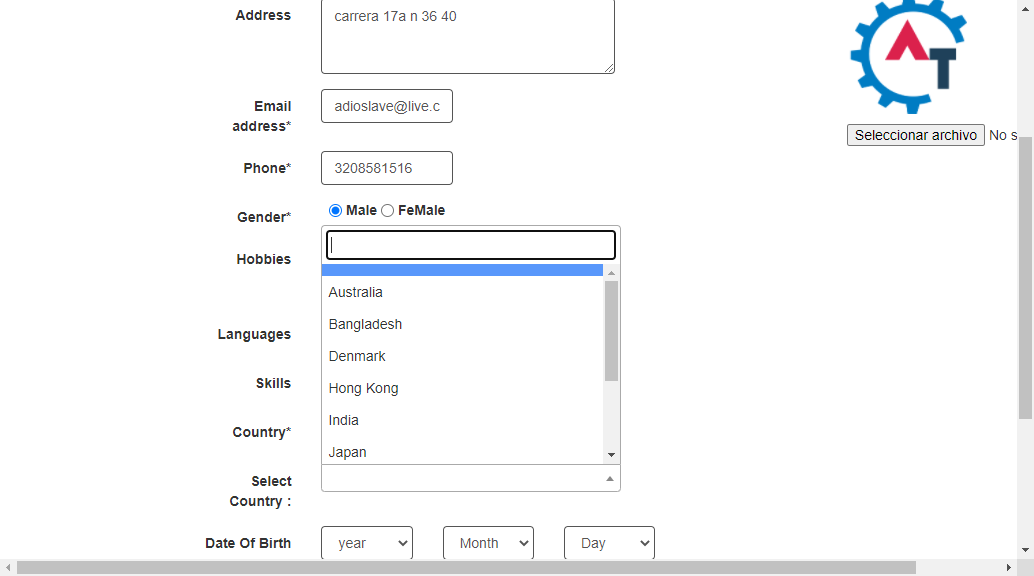 Address
carrera 17a n 36 40
Email
address*
adioslave@live.c
Seleccionar archivo No s
Phone*
3208581516
Gender*
Male FeMale
Hobbies
Australia
Bangladesh
Languages
Denmark
Skills
Hong Kong
India
Country*
Japan
Select
Country :
Date Of Birth
year Month Day
AT